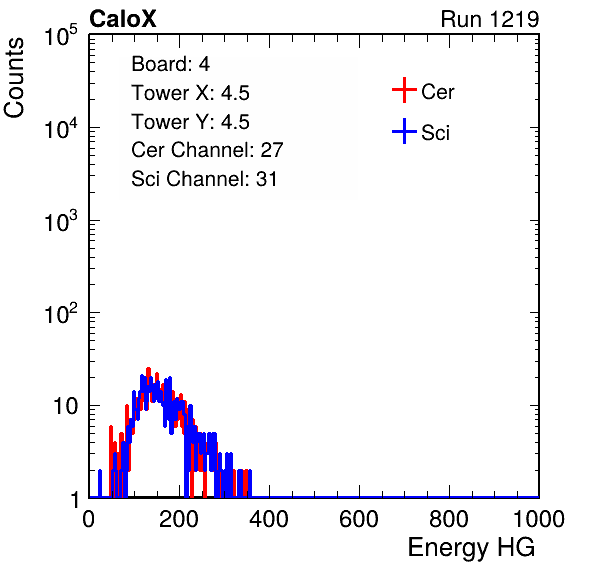 CaloX Run 1219
Counts
Board: 4
Tower X: 4.5
Tower Y: 4.5
Cer Channel: 27
Sci Channel: 31
Cer
Sci
10^5
10^4
10^3
10^2
10
1
0 200 400 600 800 1000
Energy HG